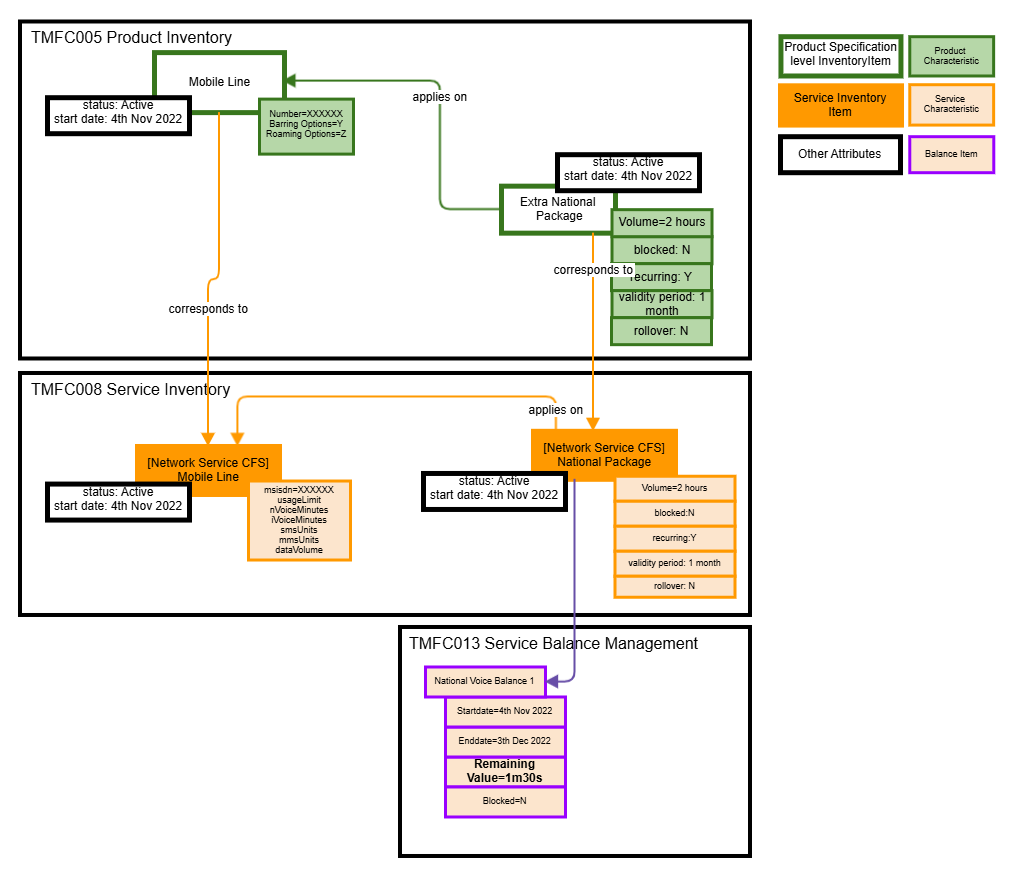 TMFC005 Product Inventory
Mobile Line
status: Active
start date: 4th Nov 2022
Number=XXXXXX
Barring Options=Y
Roaming Options=Z
applies on
status: Active
start date: 4th Nov 2022
Extra National
Package
Volume=2 hours
blocked: N
corresponds to
recurring: Y
validity period: 1
month
rollover: N
corresponds to
Product Specification
level InventoryItem
Product
Characteristic
Service Inventory
Item
Service
Characteristic
Other Attributes
Balance Item
TMFC008 Service Inventory
applies on
[Network Service CFS]
Mobile Line
status: Active
start date: 4th Nov 2022
msisdn=XXXXXX
usageLimit
nVoiceMinutes
iVoiceMinutes
smsUnits
mmsUnits
dataVolume
[Network Service CFS]
National Package
status: Active
start date: 4th Nov 2022
Volume=2 hours
blocked:N
recurring:Y
validity period: 1 month
rollover: N
TMFC013 Service Balance Management
National Voice Balance 1
Startdate=4th Nov 2022
Enddate=3th Dec 2022
Remaining
Value=1m30s
Blocked=N